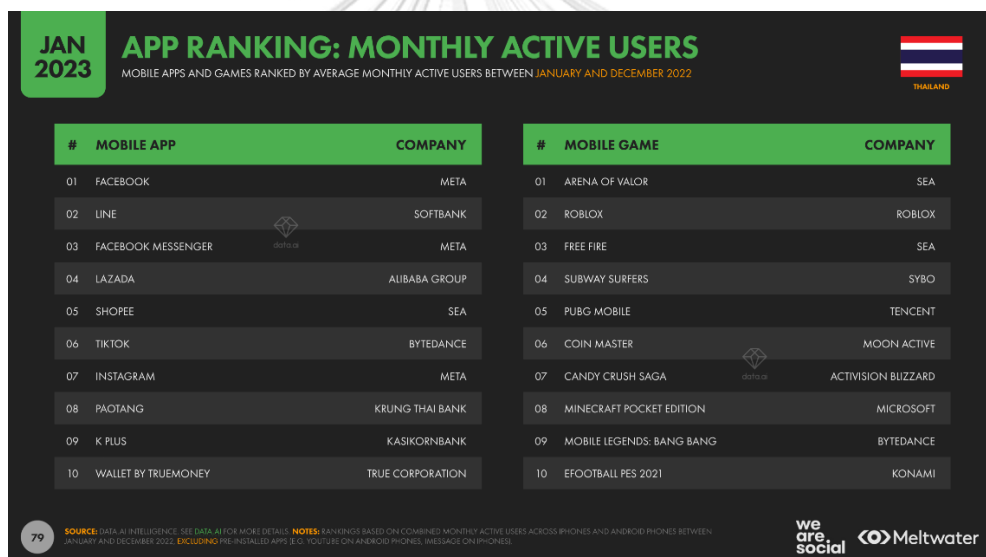 JAN
2023
APP RANKING: MONTHLY ACTIVE USERS
MOBILE APPS AND GAMES RANKED BY AVERAGE MONTHLY ACTIVE USERS BETWEEN JANUARY AND DECEMBER 2022
THAILAND
# MOBILE APP COMPANY
01 FACEBOOK META
02 LINE SOFTBANK
03 FACEBOOK MESSENGER META
04 LAZADA ALIBABA GROUP
05 SHOPEE SEA
06 TIKTOK BYTEDANCE
07 INSTAGRAM META
08 PAOTANG KRUNG THAI BANK
09 K PLUS KASIKORNBANK
10 WALLET BY TRUEMONEY TRUE CORPORATION
data.ai
# MOBILE GAME COMPANY
01 ARENA OF VALOR SEA
02 ROBLOX ROBLOX
03 FREE FIRE SEA
04 SUBWAY SURFERS SYBO
05 PUBG MOBILE TENCENT
06 COIN MASTER MOON ACTIVE
07 CANDY CRUSH SAGA ACTIVISION BLIZZARD
08 MINECRAFT POCKET EDITION MICROSOFT
09 MOBILE LEGENDS: BANG BANG BYTEDANCE
10 EFOOTBALL PES 2021 KONAMI
data.ai
79
SOURCE: DATA.AI INTELLIGENCE. SEE DATA.AI FOR MORE DETAILS. NOTES: RANKINGS BASED ON COMBINED MONTHLY ACTIVE USERS ACROSS IPHONES AND ANDROID PHONES BETWEEN
JANUARY AND DECEMBER 2022, EXCLUDING PRE-INSTALLED APPS (E.G. YOUTUBE ON ANDROID PHONES, IMESSAGE ON IPHONES).
we
are
social
Meltwater